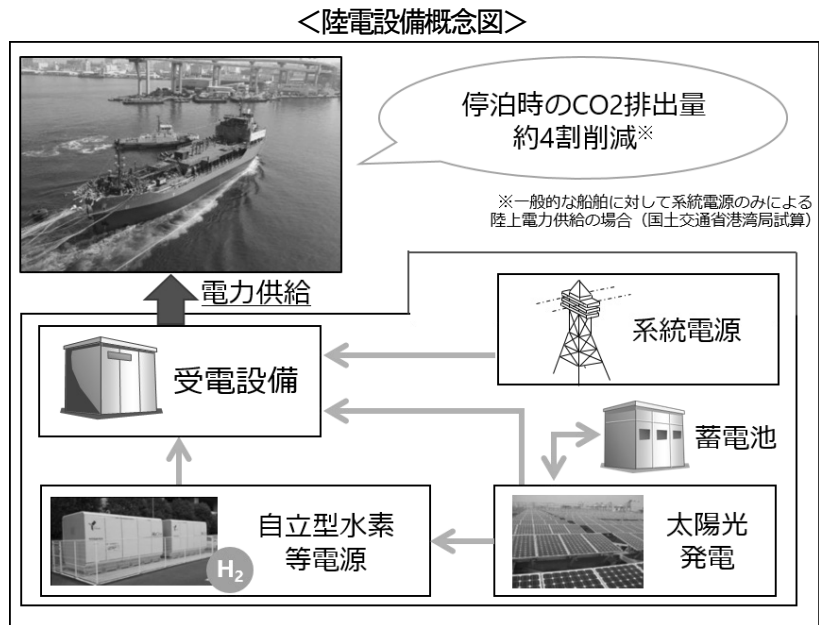 ＜陸電設備概念図＞
停泊時のCO2排出量
約4割削減※
※一般的な船舶に対して系統電源のみによる
陸上電力供給の場合（国土交通省港湾局試算）
電力供給
系統電源
受電設備
蓄電池
自立型水素
等電源
H2
太陽光
発電